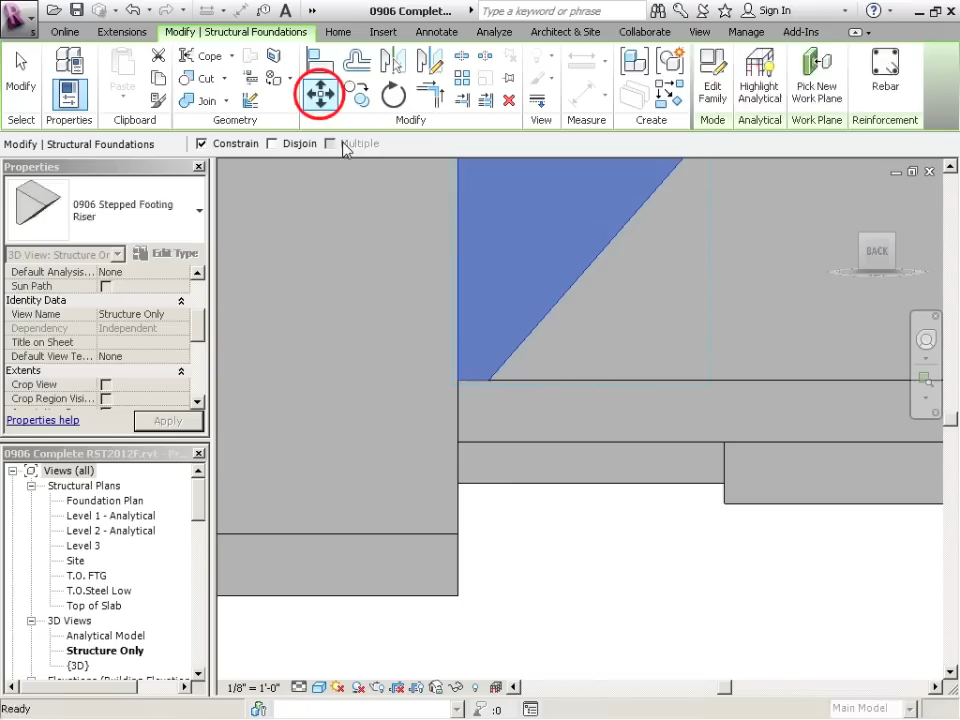 0906 Complet...
Type a keyword or phrase
Sign In
Online
Extensions
Modify | Structural Foundations
Home
Insert
Annotate
Analyze
Architect & Site
Collaborate
View
Manage
Add-Ins
Modify
Select
Properties
Paste
Clipboard
Cope
Cut
Join
Geometry
Modify
View
Measure
Create
Edit Family
Mode
Highlight Analytical
Analytical
Pick New Work Plane
Work Plane
Rebar
Reinforcement
Modify | Structural Foundations
Constrain
Disjoin
Multiple
Properties
0906 Stepped Footing
Riser
3D View: Structure Or
Edit Type
Default Analysis... None
Sun Path
Identity Data
View Name Structure Only
Dependency Independent
Title on Sheet
Default View Te... None
Extents
Crop View
Crop Region Visi...
Properties help
Apply
0906 Complete RST2012F.rvt - Pr...
Views (all)
Structural Plans
Foundation Plan
Level 1 - Analytical
Level 2 - Analytical
Level 3
Site
T.O. FTG
T.O.Steel Low
Top of Slab
3D Views
Analytical Model
Structure Only
{3D}
BACK
1/8" = 1'-0"
Ready
:0
Main Model